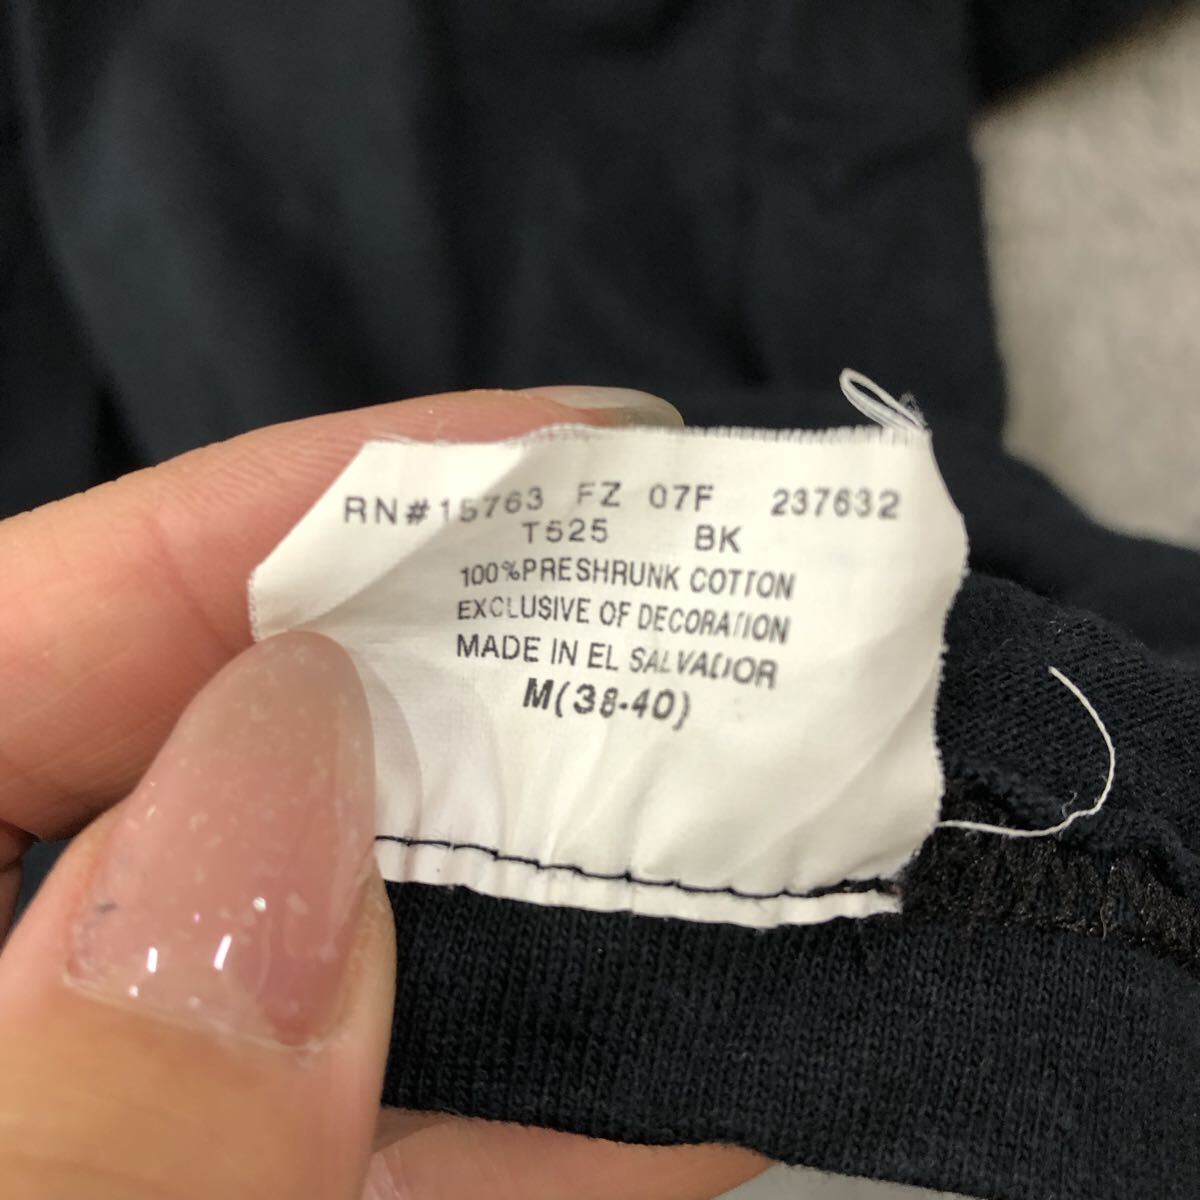 RN#15763 FZ 07F 237632
T525 BK
100%PRESHRUNK COTTON
EXCLUSIVE OF DECORATION
MADE IN EL SALVADOR
M(38-40)